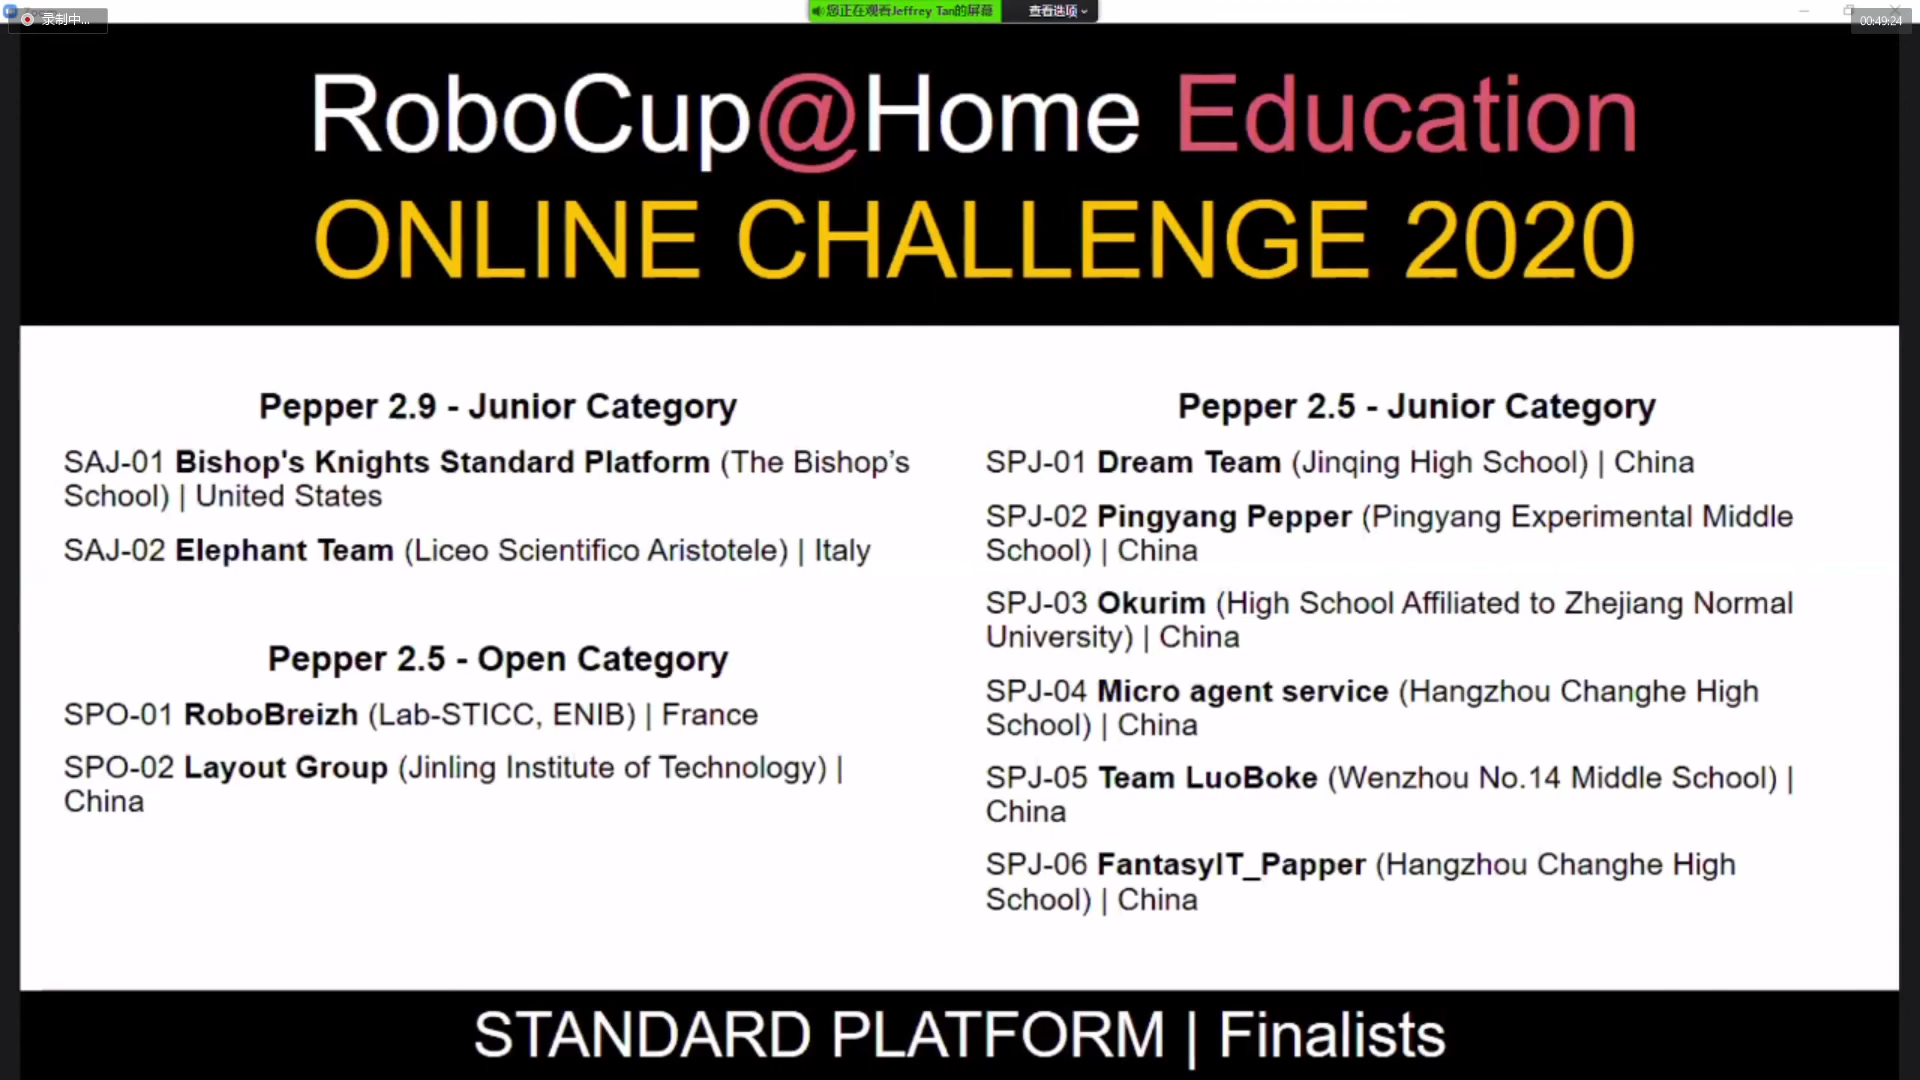 录制中...
您正在观看Jeffrey Tan的屏幕
查看选项
00:49:24
RoboCup@Home Education
ONLINE CHALLENGE 2020
Pepper 2.9 - Junior Category
SAJ-01 Bishop's Knights Standard Platform (The Bishop’s
School) | United States
SAJ-02 Elephant Team (Liceo Scientifico Aristotele) | Italy
Pepper 2.5 - Open Category
SPO-01 RoboBreizh (Lab-STICC, ENIB) | France
SPO-02 Layout Group (Jinling Institute of Technology) |
China
Pepper 2.5 - Junior Category
SPJ-01 Dream Team (Jinqing High School) | China
SPJ-02 Pingyang Pepper (Pingyang Experimental Middle
School) | China
SPJ-03 Okurim (High School Affiliated to Zhejiang Normal
University) | China
SPJ-04 Micro agent service (Hangzhou Changhe High
School) | China
SPJ-05 Team LuoBoke (Wenzhou No.14 Middle School) |
China
SPJ-06 FantasyIT_Papper (Hangzhou Changhe High
School) | China
STANDARD PLATFORM | Finalists